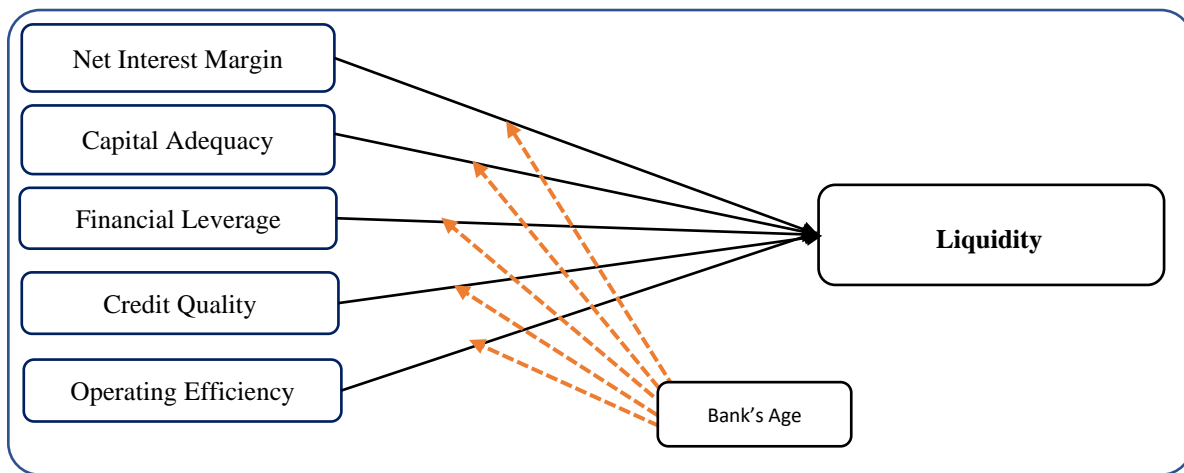 Net Interest Margin
Capital Adequacy
Financial Leverage
Liquidity
Credit Quality
Operating Efficiency
Bank’s Age